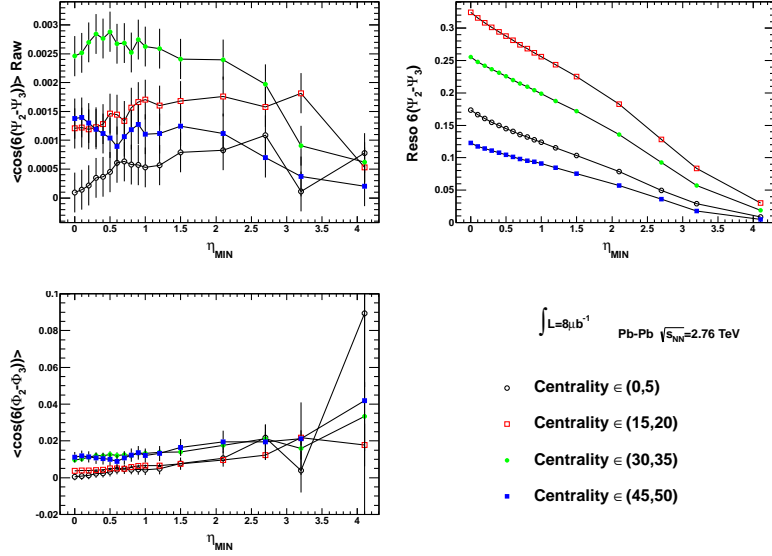 <cos(6(Ψ₂-Ψ₃))> Raw
0.003
0.0025
0.002
0.0015
0.001
0.0005
0
0 0.5 1 1.5 2 2.5 3 3.5 4
η_MIN
Reso 6(Ψ₂-Ψ₃)
0.3
0.25
0.2
0.15
0.1
0.05
0
0 0.5 1 1.5 2 2.5 3 3.5 4
η_MIN
<cos(6(Φ₂-Φ₃))>
0.1
0.08
0.06
0.04
0.02
0
-0.02
0 0.5 1 1.5 2 2.5 3 3.5 4
η_MIN
∫L=8μb⁻¹
Pb-Pb √s_NN=2.76 TeV
Centrality ∈ (0,5)
Centrality ∈ (15,20)
Centrality ∈ (30,35)
Centrality ∈ (45,50)